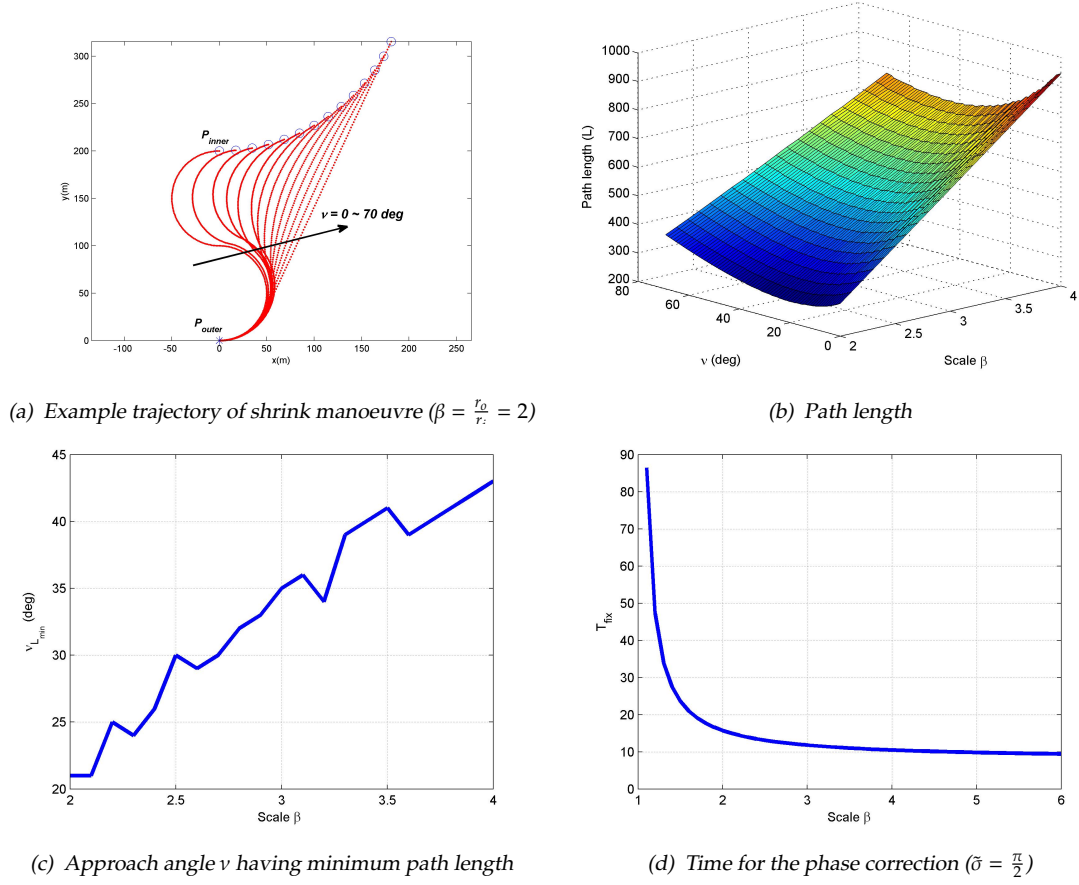 300
250
200
150
100
50
0
y(m)
P_inner
P_outer
ν = 0 ~ 70 deg
-100 -50 0 50 100 150 200 250
x(m)
(a) Example trajectory of shrink manoeuvre (β = r_o/r_i = 2)
1000
900
800
700
600
500
400
300
200
Path length (L)
80 60 40 20 0
ν (deg)
2 2.5 3 3.5 4
Scale β
(b) Path length
45
40
35
30
25
20
ν_L_min (deg)
2 2.5 3 3.5 4
Scale β
(c) Approach angle ν having minimum path length
90
80
70
60
50
40
30
20
10
0
T_fix
1 2 3 4 5 6
Scale β
(d) Time for the phase correction (σ̃ = π/2)